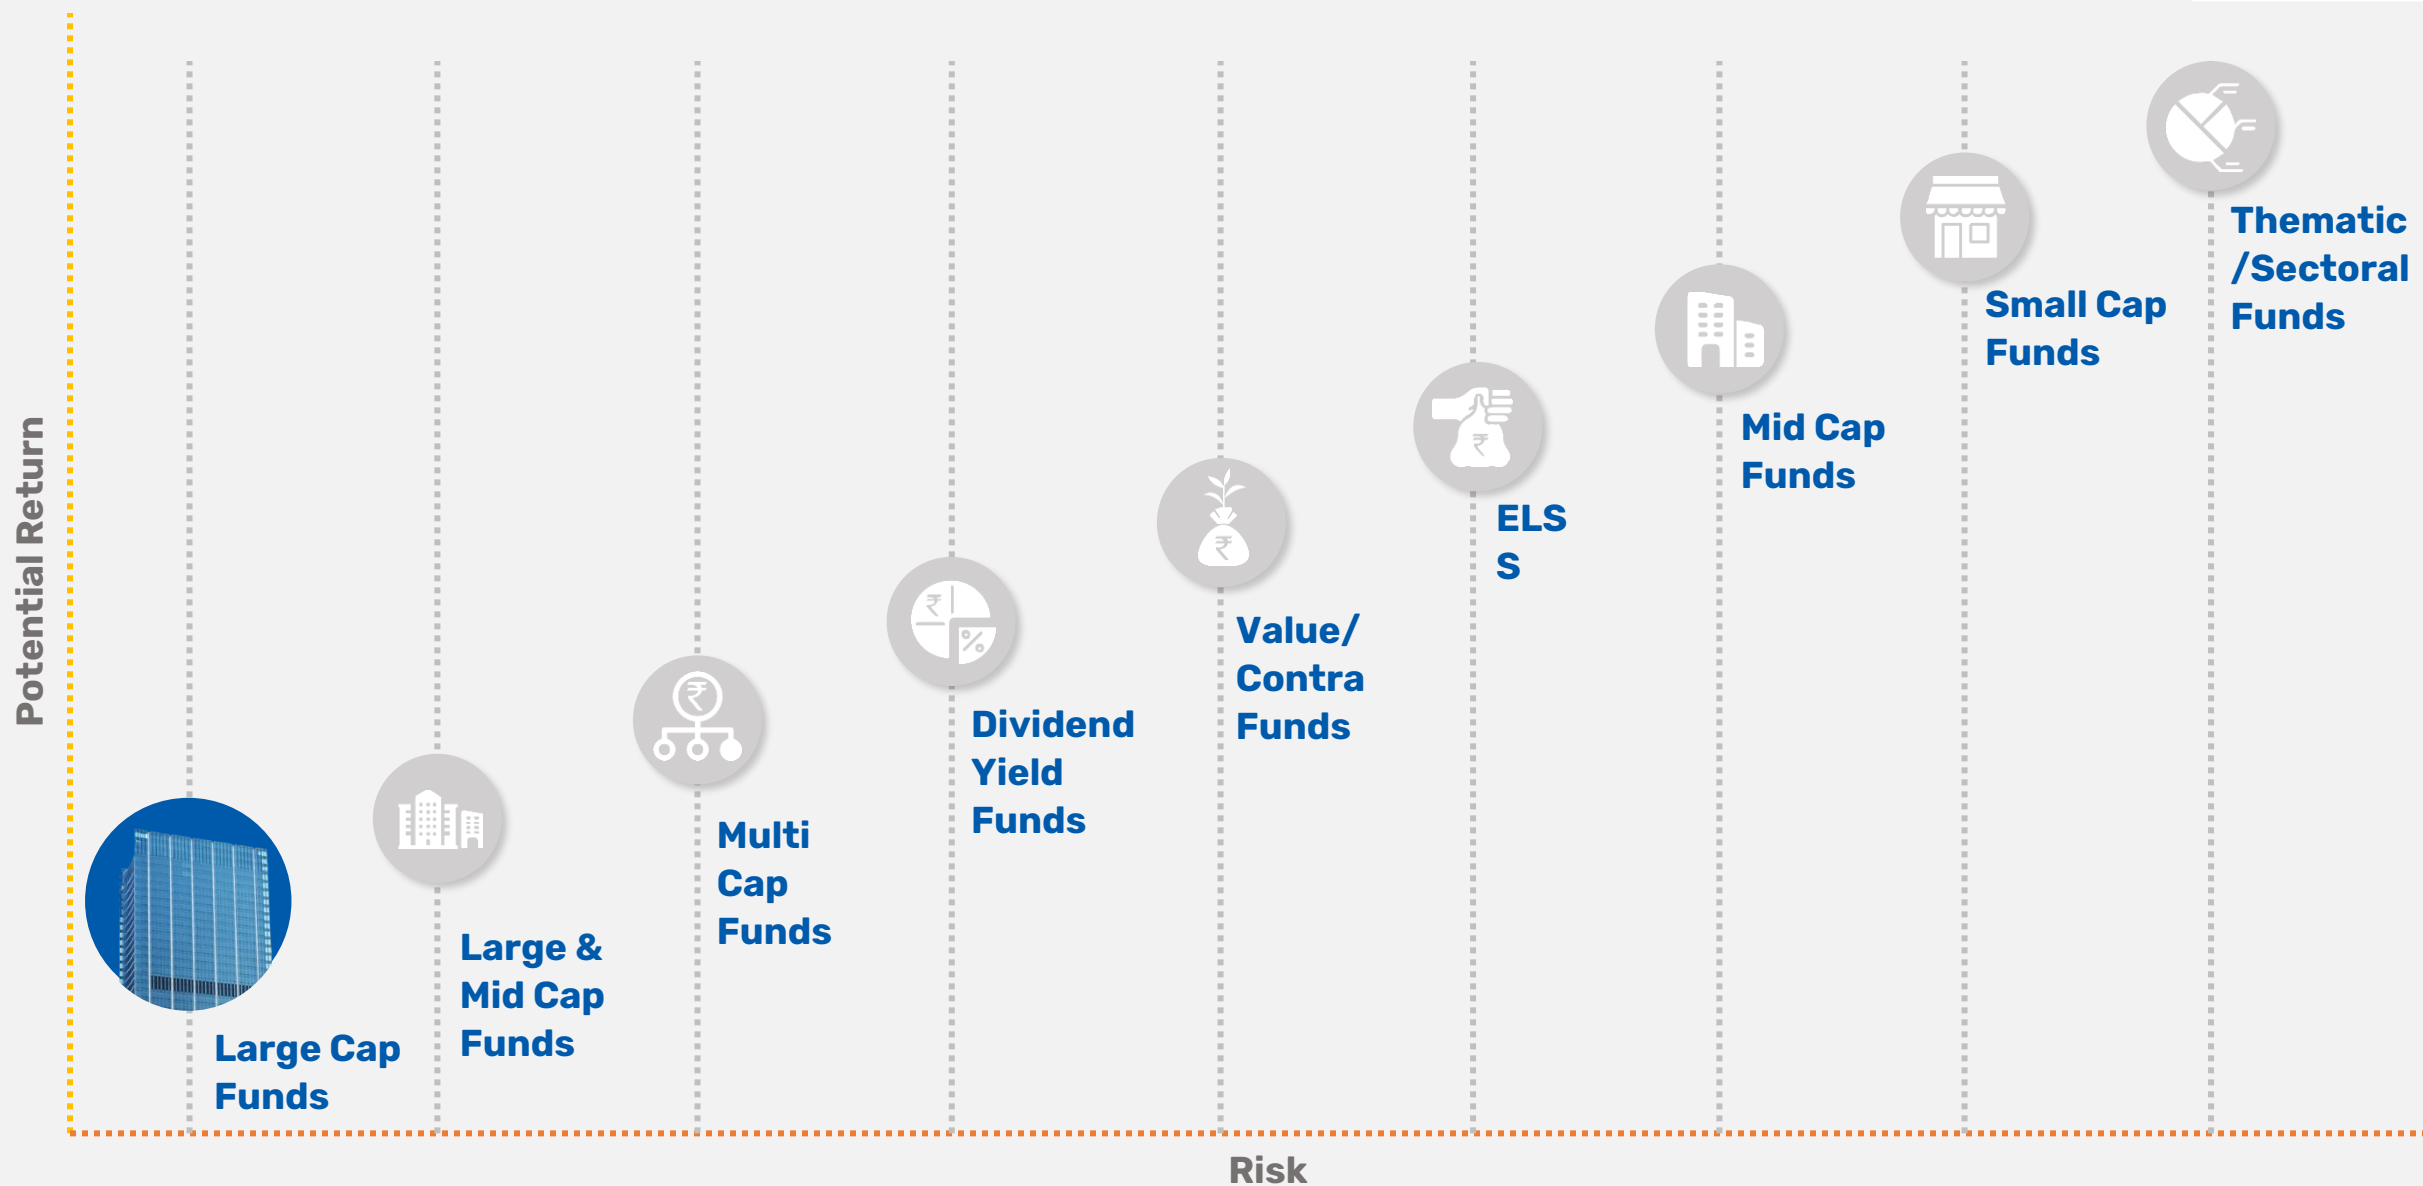 Potential Return
Large Cap
Funds
Large &
Mid Cap
Funds
₹
Multi
Cap
Funds
₹
%
Dividend
Yield
Funds
₹
Value/
Contra
Funds
₹
ELS
S
Mid Cap
Funds
Small Cap
Funds
Thematic
/Sectoral
Funds
Risk